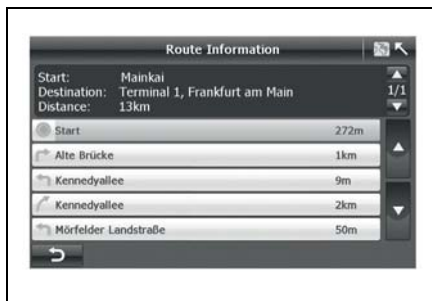 Route Information
Start: Mainkai
Destination: Terminal 1, Frankfurt am Main
Distance: 13km
1/1
Start 272m
Alte Brücke 1km
Kennedyallee 9m
Kennedyallee 2km
Mörfelder Landstraße 50m